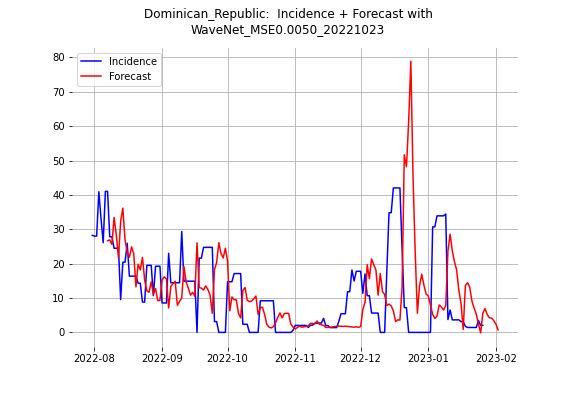 Dominican_Republic:  Incidence + Forecast with
WaveNet_MSE0.0050_20221023
Incidence
Forecast
80
70
60
50
40
30
20
10
0
2022-08 2022-09 2022-10 2022-11 2022-12 2023-01 2023-02